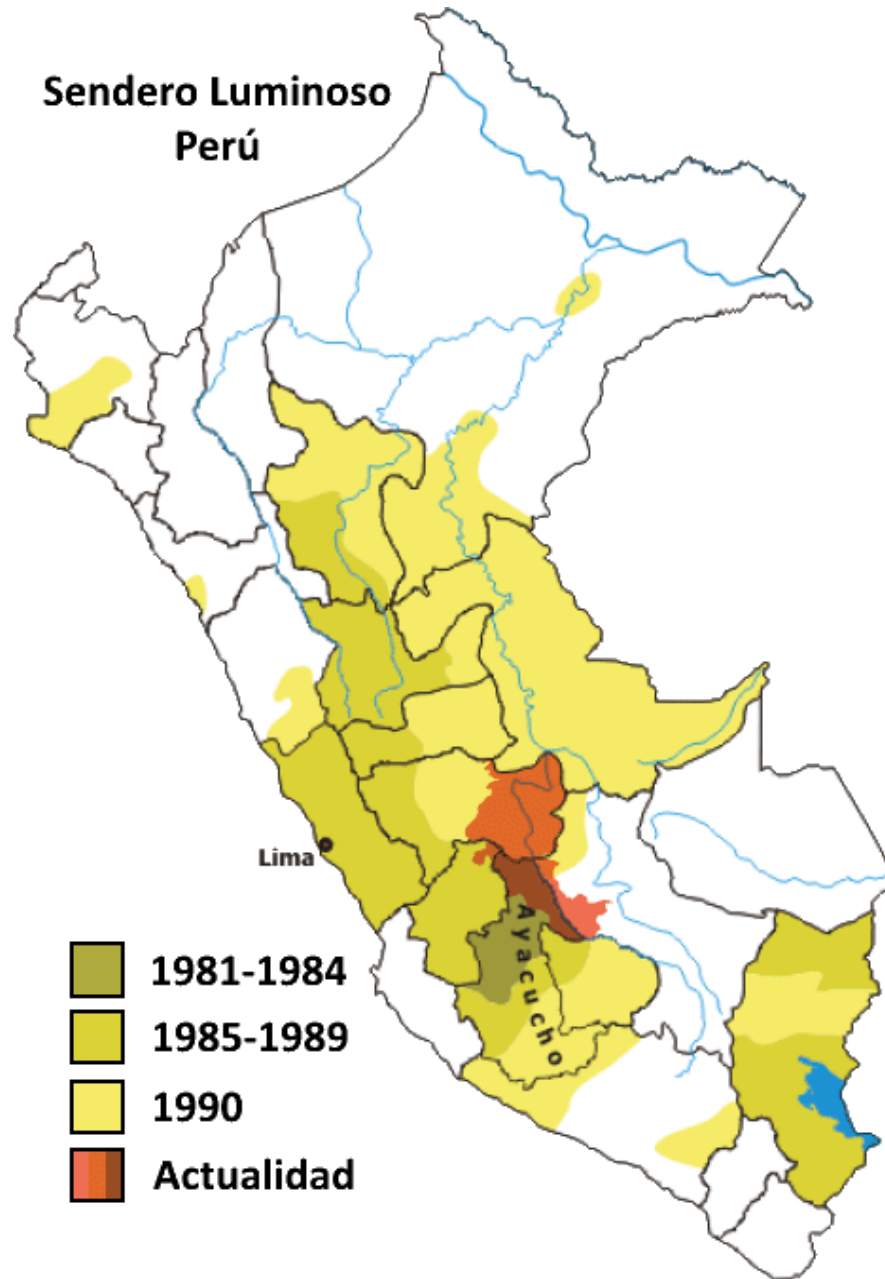 Sendero Luminoso
Perú
Lima
Ayacucho
1981-1984
1985-1989
1990
Actualidad